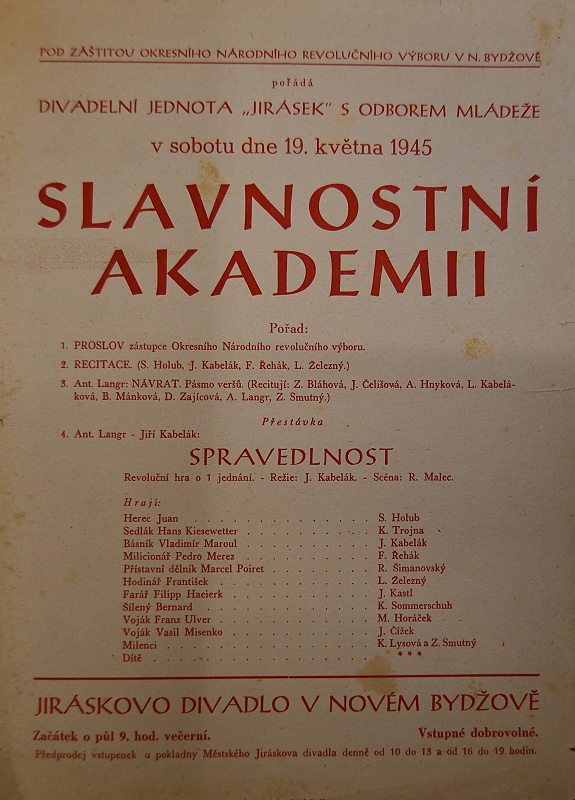 POD ZÁŠTITOU OKRESNÍHO NÁRODNÍHO REVOLUČNÍHO VÝBORU V N. BYDŽOVĚ
pořádá
DIVADELNÍ JEDNOTA „JIRÁSEK" S ODBOREM MLÁDEŽE
v sobotu dne 19. května 1945
SLAVNOSTNÍ
AKADEMII
Pořad:
1. PROSLOV zástupce Okresního Národního revolučního výboru.
2. RECITACE. (S. Holub, J. Kabelák, F. Řehák, L. Železný.)
3. Ant. Langr: NÁVRAT. Pásmo veršů. (Recitují: Z. Bláhová, J. Čelišová, A. Hnyková, L. Kabelá-
ková, B. Mánková, D. Zajícová, A. Langr, Z. Smutný.)
Přestávka
4. Ant. Langr - Jiří Kabelák:
SPRAVEDLNOST
Revoluční hra o 1 jednání. - Režie: J. Kabelák. - Scéna: R. Malec.
Hrají:
Herec Juan . . . . . . . . . . . . . . S. Holub
Sedlák Hans Kiesewetter . . . . . . . . . . K. Trojna
Básník Vladimír Maroul . . . . . . . . . . J. Kabelák
Milicionář Pedro Merez . . . . . . . . . . F. Řehák
Přístavní dělník Marcel Poiret . . . . . . . . R. Šimanovský
Hodinář František . . . . . . . . . . . . L. Železný
Farář Filipp Haeierk . . . . . . . . . . . J. Kastl
Šílený Bernard . . . . . . . . . . . . . K. Sommerschuh
Voják Franz Ulver . . . . . . . . . . . . M. Horáček
Voják Vasil Misenko . . . . . . . . . . . J. Čížek
Milenci . . . . . . . . . . . . . . . K. Lysová a Z. Smutný
Dítě . . . . . . . . . . . . . . . . * * *
JIRÁSKOVO DIVADLO V NOVÉM BYDŽOVĚ
Začátek o půl 9. hod. večerní. Vstupné dobrovolné.
Předprodej vstupenek u pokladny Městského Jiráskova divadla denně od 10 do 13 a od 16 do 19 hodin.